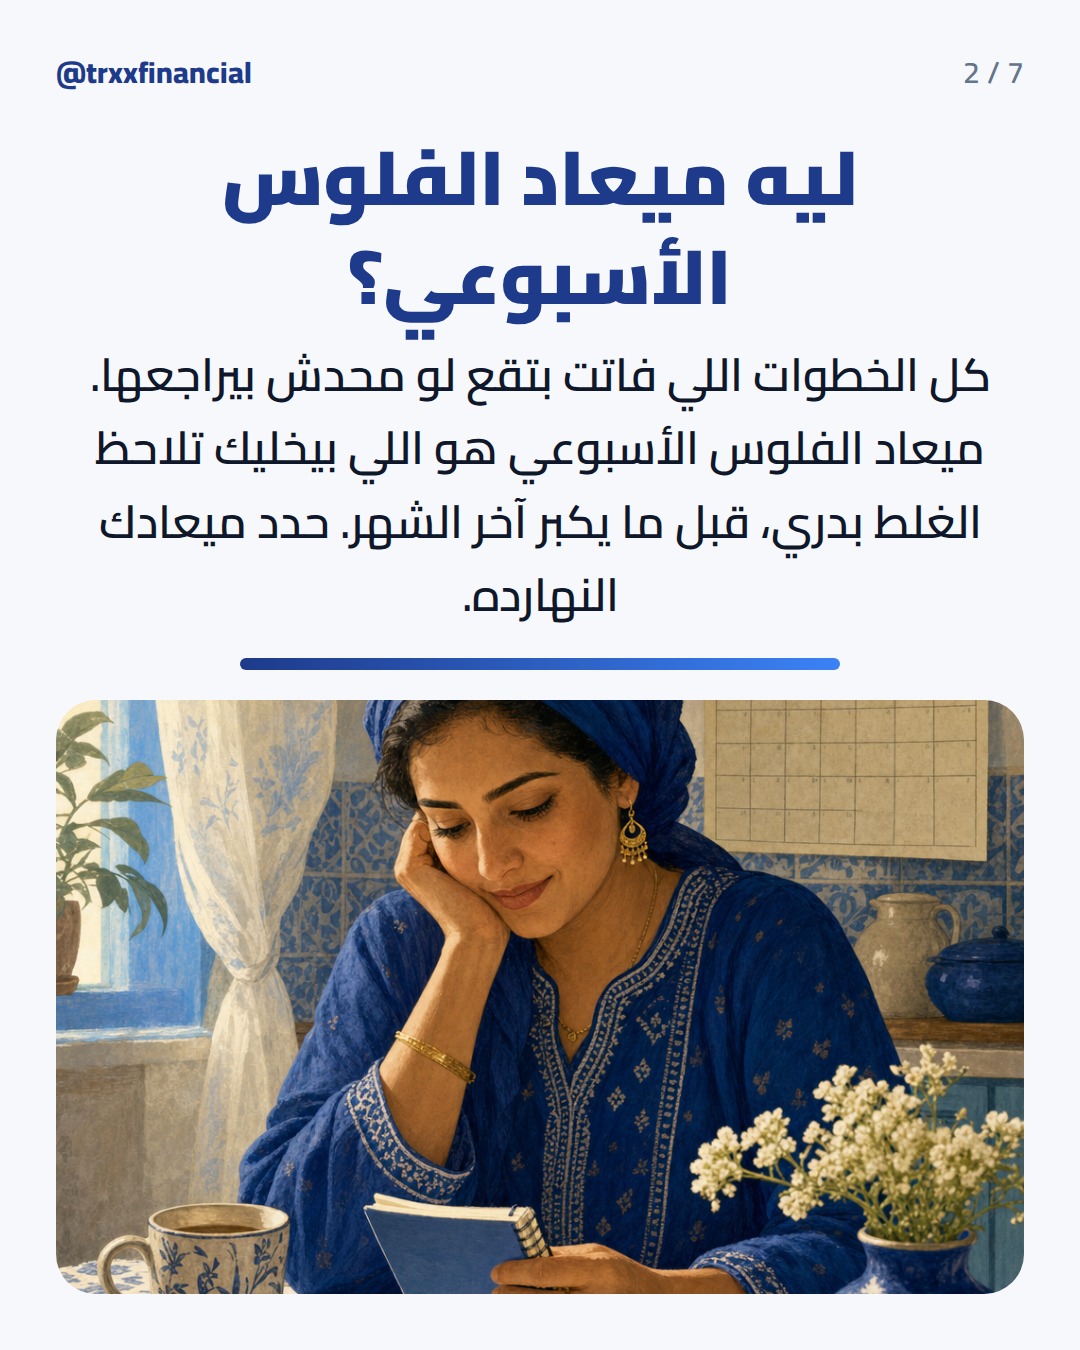 @trxxfinancial
2 / 7
ليه ميعاد الفلوس
الأسبوعي؟
كل الخطوات اللي فاتت بتقع لو محدش بيراجعها.
ميعاد الفلوس الأسبوعي هو اللي بيخليك تلاحظ
الغلط بدري، قبل ما يكبر آخر الشهر. حدد ميعادك
النهارده.